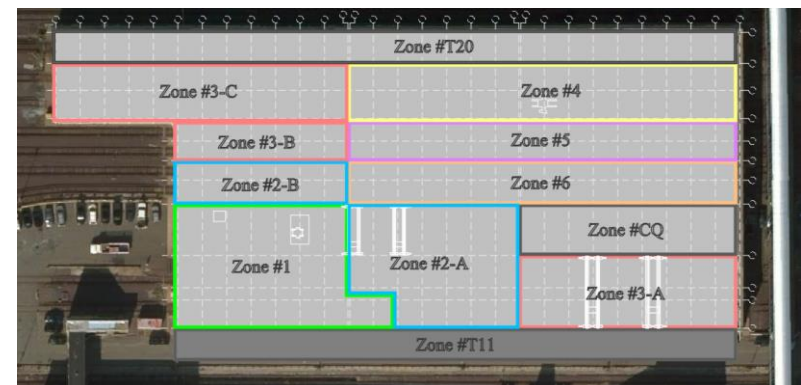 Zone #T20
Zone #3-C
Zone #4
Zone #3-B
Zone #5
Zone #2-B
Zone #6
Zone #CQ
Zone #1
Zone #2-A
Zone #3-A
Zone #T11